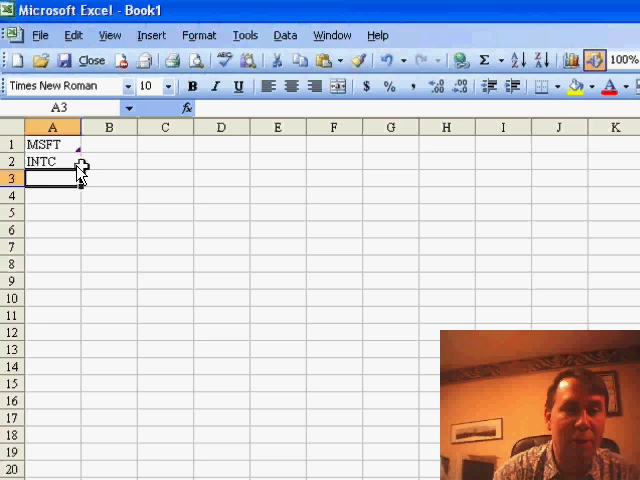 Microsoft Excel - Book1
File Edit View Insert Format Tools Data Window Help
Close Σ 100%
Times New Roman 10 B I U $ % , A
A3 fx
A B C D E F G H I J K
1 MSFT
2 INTC
3
4
5
6
7
8
9
10
11
12
13
14
15
16
17
18
19
20